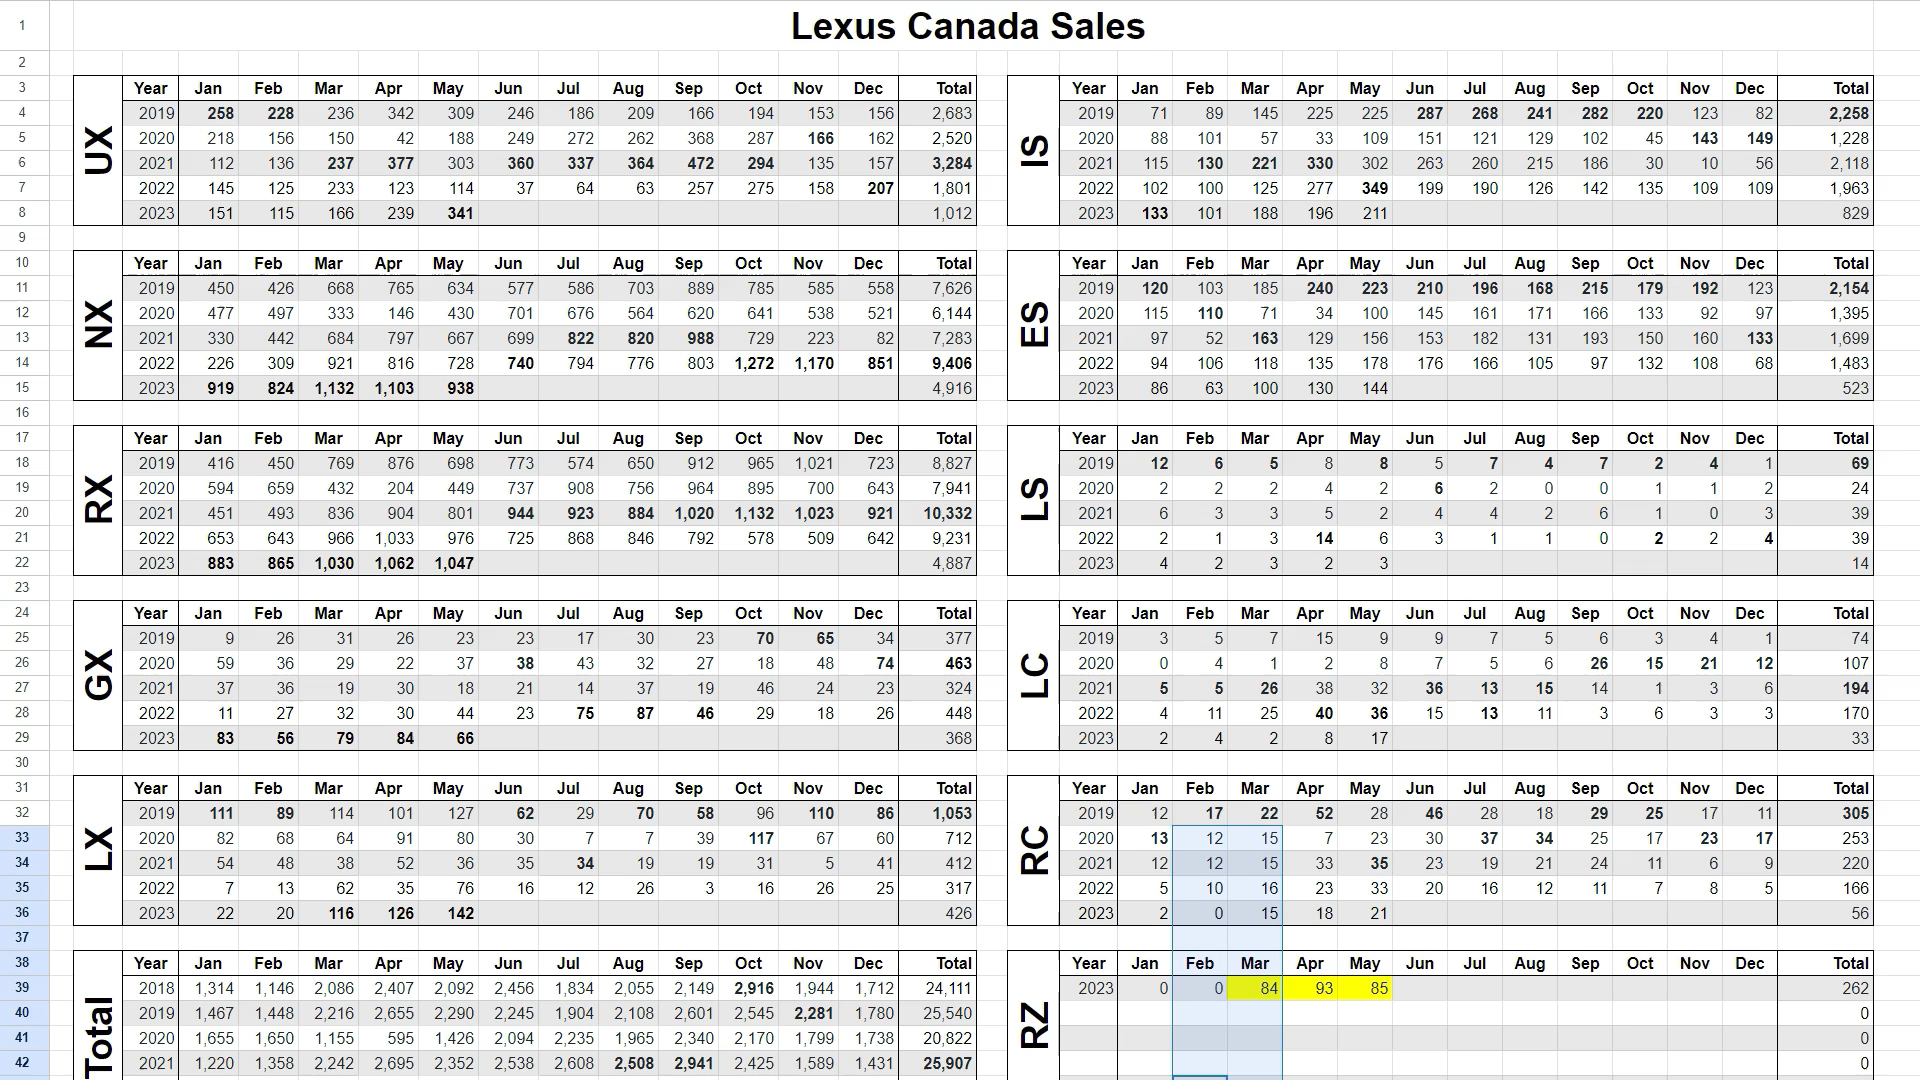 Lexus Canada Sales
1
2
UX
3 Year Jan Feb Mar Apr May Jun Jul Aug Sep Oct Nov Dec Total
4 2019 258 228 236 342 309 246 186 209 166 194 153 156 2,683
5 2020 218 156 150 42 188 249 272 262 368 287 166 162 2,520
6 2021 112 136 237 377 303 360 337 364 472 294 135 157 3,284
7 2022 145 125 233 123 114 37 64 63 257 275 158 207 1,801
8 2023 151 115 166 239 341 1,012
IS
Year Jan Feb Mar Apr May Jun Jul Aug Sep Oct Nov Dec Total
2019 71 89 145 225 225 287 268 241 282 220 123 82 2,258
2020 88 101 57 33 109 151 121 129 102 45 143 149 1,228
2021 115 130 221 330 302 263 260 215 186 30 10 56 2,118
2022 102 100 125 277 349 199 190 126 142 135 109 109 1,963
2023 133 101 188 196 211 829
9
NX
10 Year Jan Feb Mar Apr May Jun Jul Aug Sep Oct Nov Dec Total
11 2019 450 426 668 765 634 577 586 703 889 785 585 558 7,626
12 2020 477 497 333 146 430 701 676 564 620 641 538 521 6,144
13 2021 330 442 684 797 667 699 822 820 988 729 223 82 7,283
14 2022 226 309 921 816 728 740 794 776 803 1,272 1,170 851 9,406
15 2023 919 824 1,132 1,103 938 4,916
ES
Year Jan Feb Mar Apr May Jun Jul Aug Sep Oct Nov Dec Total
2019 120 103 185 240 223 210 196 168 215 179 192 123 2,154
2020 115 110 71 34 100 145 161 171 166 133 92 97 1,395
2021 97 52 163 129 156 153 182 131 193 150 160 133 1,699
2022 94 106 118 135 178 176 166 105 97 132 108 68 1,483
2023 86 63 100 130 144 523
16
RX
17 Year Jan Feb Mar Apr May Jun Jul Aug Sep Oct Nov Dec Total
18 2019 416 450 769 876 698 773 574 650 912 965 1,021 723 8,827
19 2020 594 659 432 204 449 737 908 756 964 895 700 643 7,941
20 2021 451 493 836 904 801 944 923 884 1,020 1,132 1,023 921 10,332
21 2022 653 643 966 1,033 976 725 868 846 792 578 509 642 9,231
22 2023 883 865 1,030 1,062 1,047 4,887
LS
Year Jan Feb Mar Apr May Jun Jul Aug Sep Oct Nov Dec Total
2019 12 6 5 8 8 5 7 4 7 2 4 1 69
2020 2 2 2 4 2 6 2 0 0 1 1 2 24
2021 6 3 3 5 2 4 4 2 6 1 0 3 39
2022 2 1 3 14 6 3 1 1 0 2 2 4 39
2023 4 2 3 2 3 14
23
GX
24 Year Jan Feb Mar Apr May Jun Jul Aug Sep Oct Nov Dec Total
25 2019 9 26 31 26 23 23 17 30 23 70 65 34 377
26 2020 59 36 29 22 37 38 43 32 27 18 48 74 463
27 2021 37 36 19 30 18 21 14 37 19 46 24 23 324
28 2022 11 27 32 30 44 23 75 87 46 29 18 26 448
29 2023 83 56 79 84 66 368
LC
Year Jan Feb Mar Apr May Jun Jul Aug Sep Oct Nov Dec Total
2019 3 5 7 15 9 9 7 5 6 3 4 1 74
2020 0 4 1 2 8 7 5 6 26 15 21 12 107
2021 5 5 26 38 32 36 13 15 14 1 3 6 194
2022 4 11 25 40 36 15 13 11 3 6 3 3 170
2023 2 4 2 8 17 33
30
LX
31 Year Jan Feb Mar Apr May Jun Jul Aug Sep Oct Nov Dec Total
32 2019 111 89 114 101 127 62 29 70 58 96 110 86 1,053
33 2020 82 68 64 91 80 30 7 7 39 117 67 60 712
34 2021 54 48 38 52 36 35 34 19 19 31 5 41 412
35 2022 7 13 62 35 76 16 12 26 3 16 26 25 317
36 2023 22 20 116 126 142 426
RC
Year Jan Feb Mar Apr May Jun Jul Aug Sep Oct Nov Dec Total
2019 12 17 22 52 28 46 28 18 29 25 17 11 305
2020 13 12 15 7 23 30 37 34 25 17 23 17 253
2021 12 12 15 33 35 23 19 21 24 11 6 9 220
2022 5 10 16 23 33 20 16 12 11 7 8 5 166
2023 2 0 15 18 21 56
37
Total
38 Year Jan Feb Mar Apr May Jun Jul Aug Sep Oct Nov Dec Total
39 2018 1,314 1,146 2,086 2,407 2,092 2,456 1,834 2,055 2,149 2,916 1,944 1,712 24,111
40 2019 1,467 1,448 2,216 2,655 2,290 2,245 1,904 2,108 2,601 2,545 2,281 1,780 25,540
41 2020 1,655 1,650 1,155 595 1,426 2,094 2,235 1,965 2,340 2,170 1,799 1,738 20,822
42 2021 1,220 1,358 2,242 2,695 2,352 2,538 2,608 2,508 2,941 2,425 1,589 1,431 25,907
RZ
Year Jan Feb Mar Apr May Jun Jul Aug Sep Oct Nov Dec Total
2023 0 0 84 93 85 262
0
0
0